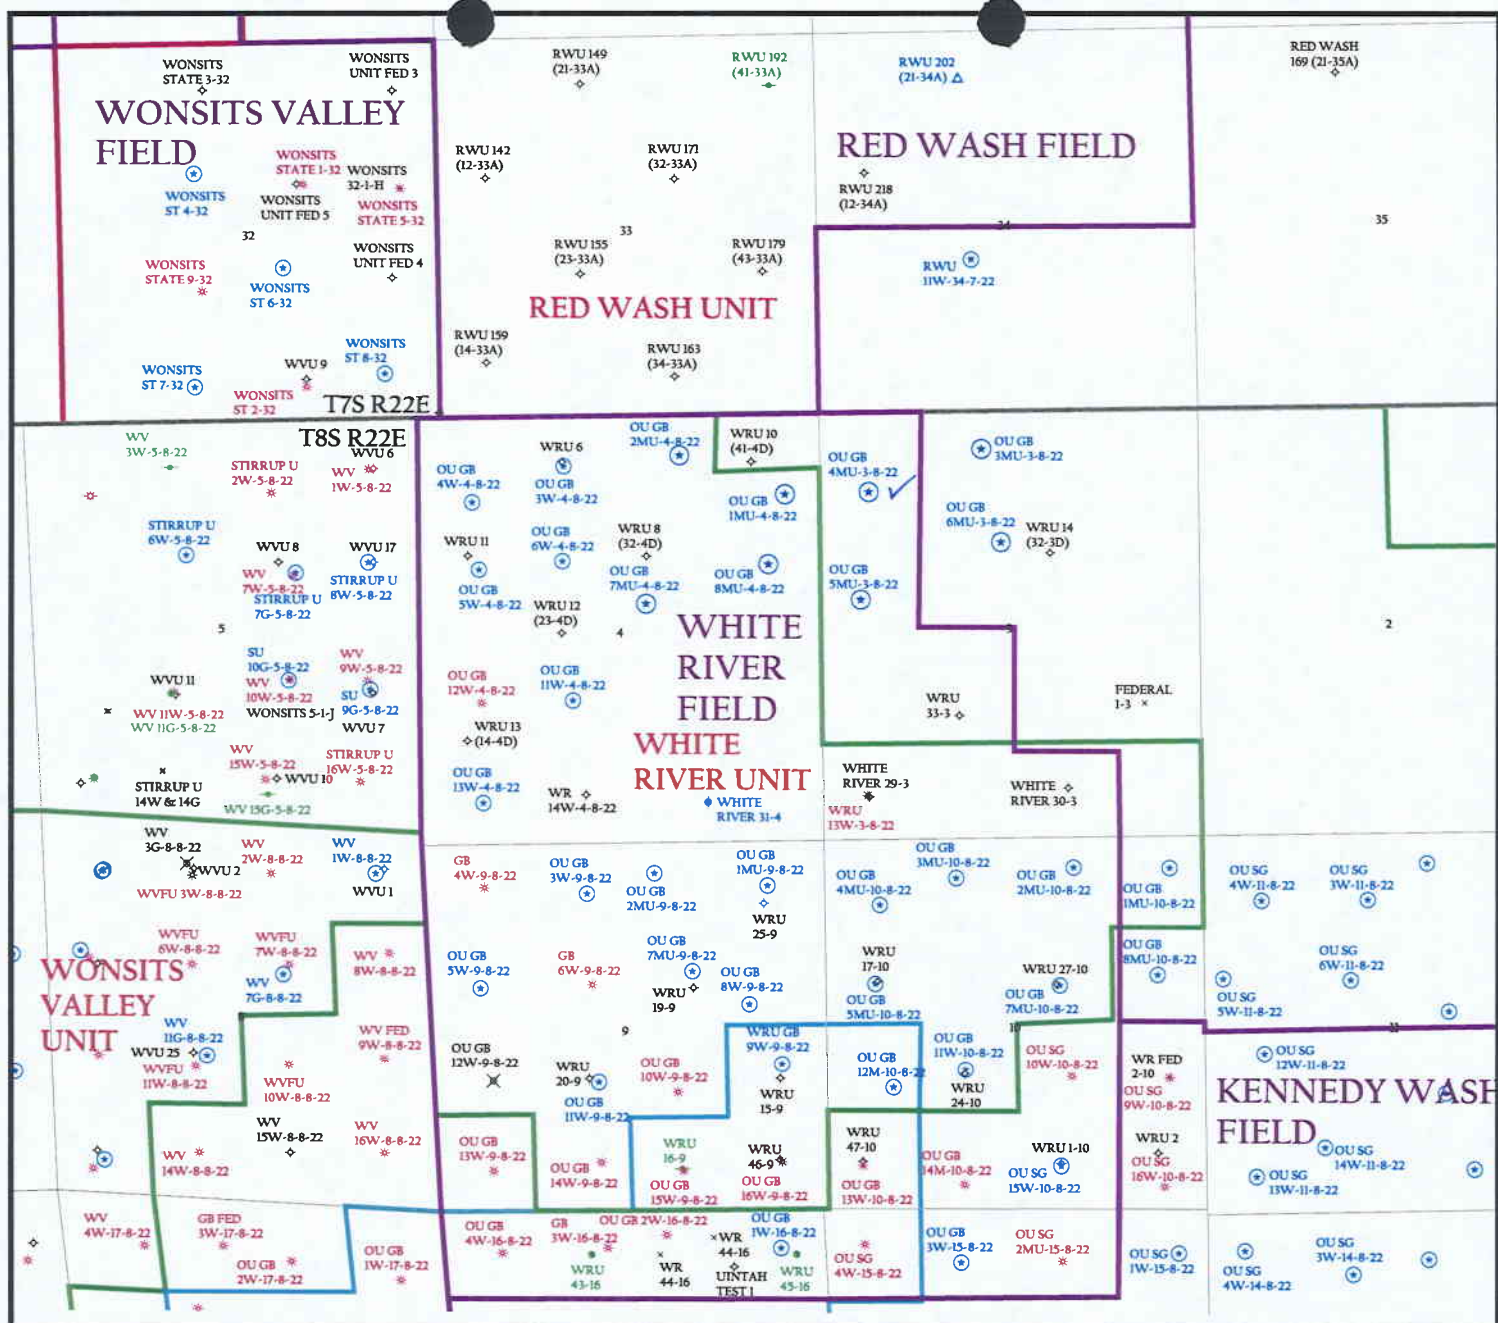 WONSITS
STATE 3-32
WONSITS
UNIT FED 3
WONSITS VALLEY
FIELD
WONSITS
STATE 1-32
WONSITS
32-1-H
WONSITS
ST 4-32
WONSITS
UNIT FED 5
WONSITS
STATE 5-32
32
WONSITS
UNIT FED 4
WONSITS
STATE 9-32
WONSITS
ST 6-32
WONSITS
ST 8-32
WONSITS
ST 7-32
WVU 9
WONSITS
ST 2-32
T7S R22E
RWU 149
(21-33A)
RWU 192
(41-33A)
RWU 142
(12-33A)
RWU 171
(32-33A)
33
RWU 155
(23-33A)
RWU 179
(43-33A)
RED WASH UNIT
RWU 159
(14-33A)
RWU 163
(34-33A)
RWU 202
(21-34A)
RED WASH FIELD
RWU 218
(12-34A)
34
RWU
11W-34-7-22
RED WASH
169 (21-35A)
35
T8S R22E
WV
3W-5-8-22
STIRRUP U
2W-5-8-22
WVU 6
WV
1W-5-8-22
STIRRUP U
6W-5-8-22
WVU 8
WVU 17
WV
7W-5-8-22
STIRRUP U
7G-5-8-22
STIRRUP U
8W-5-8-22
5
SU
10G-5-8-22
WV
10W-5-8-22
WV
9W-5-8-22
SU
9G-5-8-22
WVU 11
WV 11W-5-8-22
WV 11G-5-8-22
WONSITS 5-1-J
WVU 7
WV
15W-5-8-22
STIRRUP U
16W-5-8-22
WVU 10
STIRRUP U
14W & 14G
WV 15G-5-8-22
OU GB
4W-4-8-22
WRU 6
OU GB
3W-4-8-22
OU GB
2MU-4-8-22
WRU 10
(41-4D)
OU GB
1MU-4-8-22
WRU 11
OU GB
6W-4-8-22
WRU 8
(32-4D)
OU GB
5W-4-8-22
OU GB
7MU-4-8-22
OU GB
8MU-4-8-22
WRU 12
(23-4D)
4
WHITE
RIVER
FIELD
OU GB
12W-4-8-22
OU GB
11W-4-8-22
WRU 13
(14-4D)
WHITE
RIVER UNIT
OU GB
13W-4-8-22
WR
14W-4-8-22
WHITE
RIVER 31-4
OU GB
4MU-3-8-22
OU GB
3MU-3-8-22
OU GB
6MU-3-8-22
WRU 14
(32-3D)
OU GB
5MU-3-8-22
WRU
33-3
FEDERAL
1-3
2
WHITE
RIVER 29-3
WHITE
RIVER 30-3
WRU
13W-3-8-22
WV
3G-8-8-22
WVU 2
WV
2W-8-8-22
WV
1W-8-8-22
WVU 1
WVFU 3W-8-8-22
WVFU
6W-8-8-22
WVFU
7W-8-8-22
WV
8W-8-8-22
WONSITS
VALLEY
UNIT
WV
7G-8-8-22
WV
11G-8-8-22
WVU 25
WVFU
11W-8-8-22
WV FED
9W-8-8-22
WVFU
10W-8-8-22
WV
15W-8-8-22
WV
16W-8-8-22
WV
14W-8-8-22
GB
4W-9-8-22
OU GB
3W-9-8-22
OU GB
2MU-9-8-22
OU GB
1MU-9-8-22
WRU
25-9
OU GB
5W-9-8-22
GB
6W-9-8-22
OU GB
7MU-9-8-22
WRU
19-9
OU GB
8W-9-8-22
9
OU GB
12W-9-8-22
WRU
20-9
OU GB
11W-9-8-22
OU GB
10W-9-8-22
WRU GB
9W-9-8-22
WRU
15-9
OU GB
13W-9-8-22
OU GB
14W-9-8-22
WRU
16-9
OU GB
15W-9-8-22
WRU
46-9
OU GB
16W-9-8-22
OU GB
4MU-10-8-22
OU GB
3MU-10-8-22
OU GB
2MU-10-8-22
OU GB
1MU-10-8-22
WRU
17-10
OU GB
5MU-10-8-22
WRU 27-10
OU GB
7MU-10-8-22
OU GB
8MU-10-8-22
10
OU GB
12M-10-8-22
OU GB
11W-10-8-22
WRU
24-10
OU SG
10W-10-8-22
WR FED
2-10
OU SG
9W-10-8-22
WRU
47-10
OU GB
13W-10-8-22
OU GB
14M-10-8-22
WRU 1-10
OU SG
15W-10-8-22
WRU 2
OU SG
16W-10-8-22
OU SG
4W-11-8-22
OU SG
3W-11-8-22
OU SG
6W-11-8-22
OU SG
5W-11-8-22
11
OU SG
12W-11-8-22
KENNEDY WASH
FIELD
OU SG
14W-11-8-22
OU SG
13W-11-8-22
WV
4W-17-8-22
GB FED
3W-17-8-22
OU GB
2W-17-8-22
OU GB
1W-17-8-22
OU GB
4W-16-8-22
GB
3W-16-8-22
OU GB 2W-16-8-22
WRU
43-16
WR
44-16
WR
44-16
UINTAH
TEST 1
OU GB
1W-16-8-22
WRU
45-16
OU SG
4W-15-8-22
OU GB
3W-15-8-22
OU SG
2MU-15-8-22
OU SG
1W-15-8-22
OU SG
4W-14-8-22
OU SG
3W-14-8-22